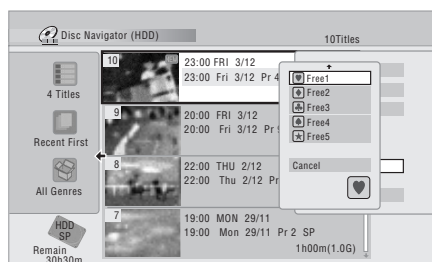 Disc Navigator (HDD)
10Titles
4 Titles
Recent First
All Genres
HDD
SP
Remain
30h30m
10
23:00 FRI 3/12
23:00 Fri 3/12 Pr 4
9
20:00 FRI 3/12
20:00 Fri 3/12 Pr
8
22:00 THU 2/12
22:00 Thu 2/12 Pr
7
19:00 MON 29/11
19:00 Mon 29/11 Pr 2 SP
1h00m(1.0G)
Free1
Free2
Free3
Free4
Free5
Cancel